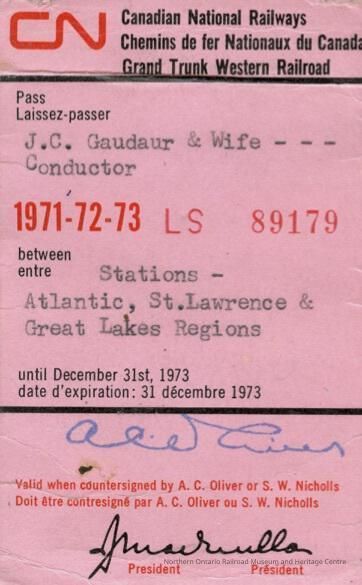 CN
Canadian National Railways
Chemins de fer Nationaux du Canada
Grand Trunk Western Railroad
Pass
Laissez-passer
J.C. Gaudaur & Wife - - -
Conductor
1971-72-73 LS 89179
between
entre
Stations -
Atlantic, St.Lawrence &
Great Lakes Regions
until December 31st, 1973
date d'expiration: 31 décembre 1973
Valid when countersigned by A. C. Oliver or S. W. Nicholls
Doit être contresigné par A. C. Oliver ou S. W. Nicholls
President Président
Northern Ontario Railroad Museum and Heritage Centre